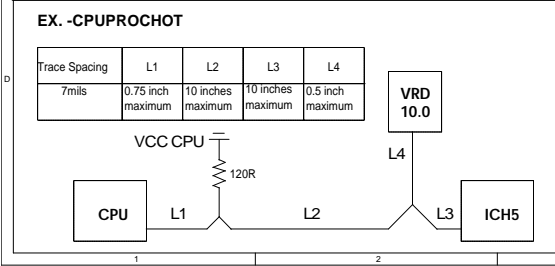 EX. -CPUPROCHOT
Trace Spacing L1 L2 L3 L4
7mils 0.75 inch maximum 10 inches maximum 10 inches maximum 0.5 inch maximum
D
VRD
10.0
VCC CPU
L4
120R
CPU L1 L2 L3 ICH5
1 2